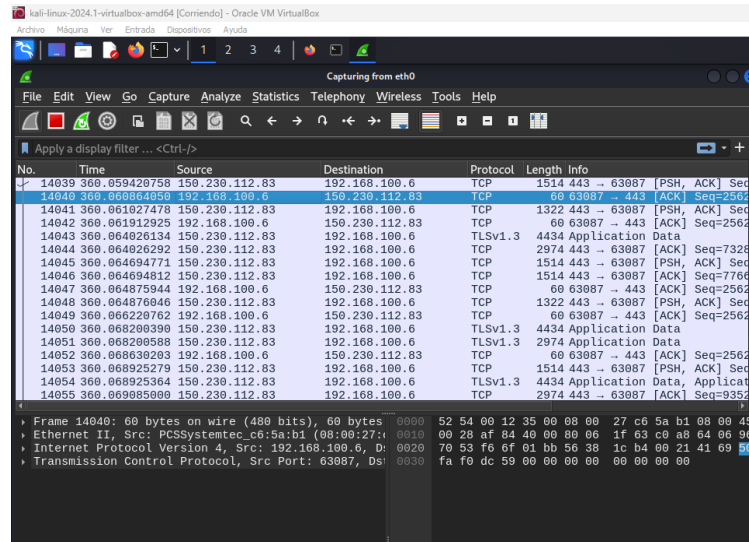 kali-linux-2024.1-virtualbox-amd64 [Corriendo] - Oracle VM VirtualBox
Archivo Máquina Ver Entrada Dispositivos Ayuda
1 2 3 4
Capturing from eth0
File Edit View Go Capture Analyze Statistics Telephony Wireless Tools Help
Apply a display filter ... <Ctrl-/>
No. Time Source Destination Protocol Length Info
14039 360.059420758 150.230.112.83 192.168.100.6 TCP 1514 443 → 63087 [PSH, ACK] Sec
14040 360.060864050 192.168.100.6 150.230.112.83 TCP 60 63087 → 443 [ACK] Seq=2562
14041 360.061027478 150.230.112.83 192.168.100.6 TCP 1322 443 → 63087 [PSH, ACK] Sec
14042 360.061912925 192.168.100.6 150.230.112.83 TCP 60 63087 → 443 [ACK] Seq=2562
14043 360.064026134 150.230.112.83 192.168.100.6 TLSv1.3 4434 Application Data
14044 360.064026292 150.230.112.83 192.168.100.6 TCP 2974 443 → 63087 [ACK] Seq=7328
14045 360.064694771 150.230.112.83 192.168.100.6 TCP 1514 443 → 63087 [PSH, ACK] Sec
14046 360.064694812 150.230.112.83 192.168.100.6 TCP 1514 443 → 63087 [ACK] Seq=7766
14047 360.064875944 192.168.100.6 150.230.112.83 TCP 60 63087 → 443 [ACK] Seq=2562
14048 360.064876046 150.230.112.83 192.168.100.6 TCP 1322 443 → 63087 [PSH, ACK] Sec
14049 360.066220762 192.168.100.6 150.230.112.83 TCP 60 63087 → 443 [ACK] Seq=2562
14050 360.068200390 150.230.112.83 192.168.100.6 TLSv1.3 4434 Application Data
14051 360.068200588 150.230.112.83 192.168.100.6 TLSv1.3 2974 Application Data
14052 360.068630203 192.168.100.6 150.230.112.83 TCP 60 63087 → 443 [ACK] Seq=2562
14053 360.068925279 150.230.112.83 192.168.100.6 TCP 1514 443 → 63087 [PSH, ACK] Sec
14054 360.068925364 150.230.112.83 192.168.100.6 TLSv1.3 4434 Application Data, Applicat
14055 360.069085000 150.230.112.83 192.168.100.6 TCP 2974 443 → 63087 [ACK] Seq=9352
Frame 14040: 60 bytes on wire (480 bits), 60 bytes 0000 52 54 00 12 35 00 08 00 27 c6 5a b1 08 00 45
Ethernet II, Src: PCSSystemtec_c6:5a:b1 (08:00:27: 0010 00 28 af 84 40 00 80 06 1f 63 c0 a8 64 06 96
Internet Protocol Version 4, Src: 192.168.100.6, Ds 0020 70 53 f6 6f 01 bb 56 38 1c b4 00 21 41 69 50
Transmission Control Protocol, Src Port: 63087, Ds 0030 fa f0 dc 59 00 00 00 00 00 00 00 00